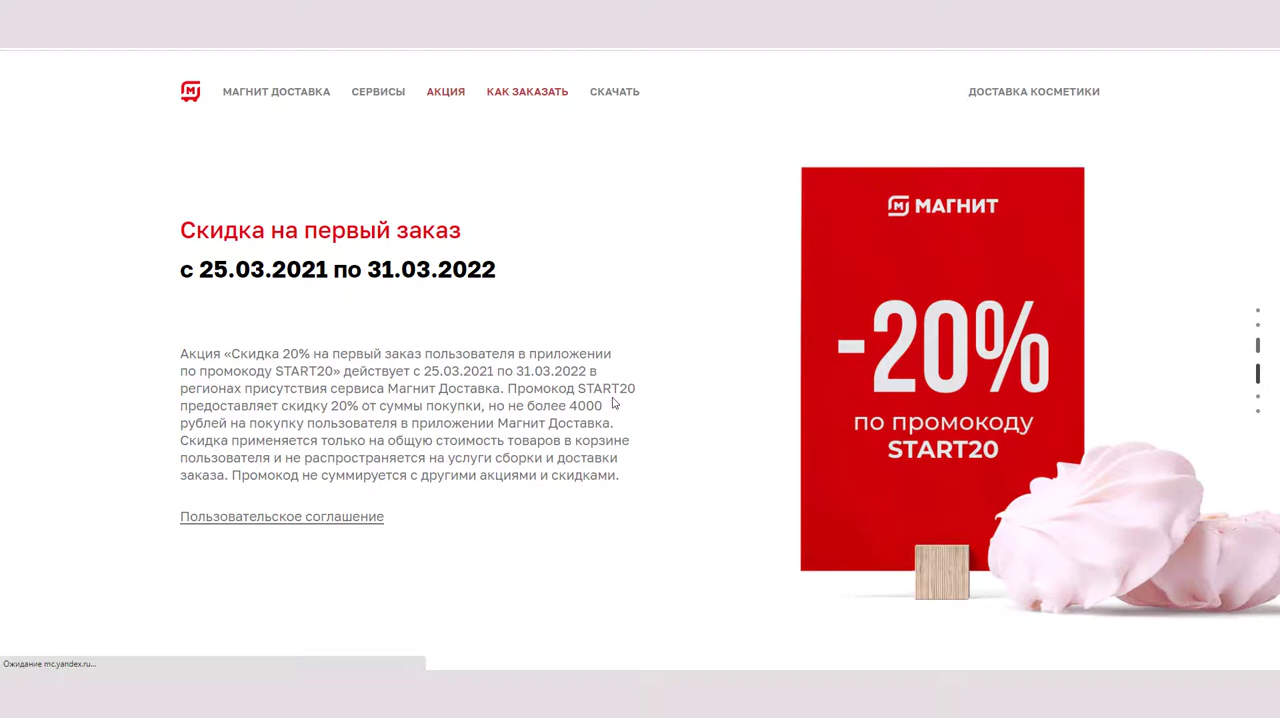 МАГНИТ ДОСТАВКА СЕРВИСЫ АКЦИЯ КАК ЗАКАЗАТЬ СКАЧАТЬ ДОСТАВКА КОСМЕТИКИ
Скидка на первый заказ
с 25.03.2021 по 31.03.2022
Акция «Скидка 20% на первый заказ пользователя в приложении
по промокоду START20» действует с 25.03.2021 по 31.03.2022 в
регионах присутствия сервиса Магнит Доставка. Промокод START20
предоставляет скидку 20% от суммы покупки, но не более 4000
рублей на покупку пользователя в приложении Магнит Доставка.
Скидка применяется только на общую стоимость товаров в корзине
пользователя и не распространяется на услуги сборки и доставки
заказа. Промокод не суммируется с другими акциями и скидками.
Пользовательское соглашение
МАГНИТ
-20%
по промокоду
START20
Ожидание mc.yandex.ru...